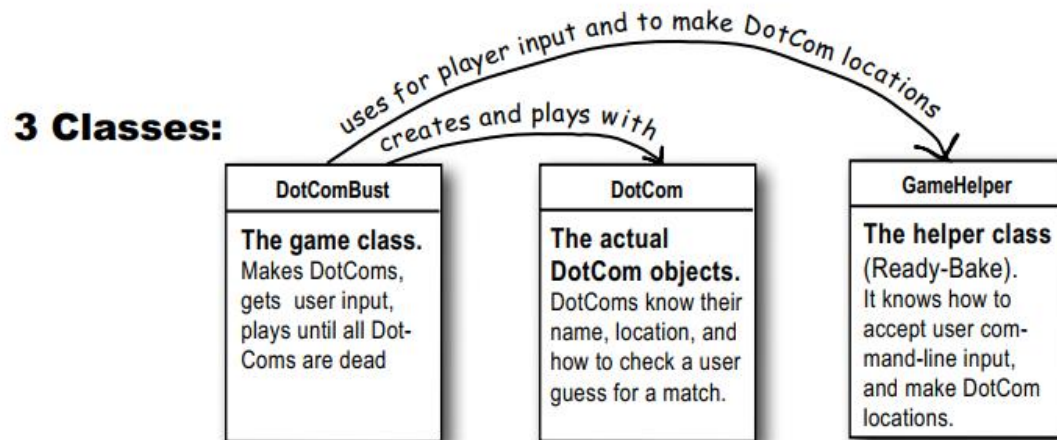 uses for player input and to make DotCom locations
creates and plays with
3 Classes:
DotComBust
The game class.
Makes DotComs,
gets user input,
plays until all Dot-
Coms are dead
DotCom
The actual
DotCom objects.
DotComs know their
name, location, and
how to check a user
guess for a match.
GameHelper
The helper class
(Ready-Bake).
It knows how to
accept user com-
mand-line input,
and make DotCom
locations.